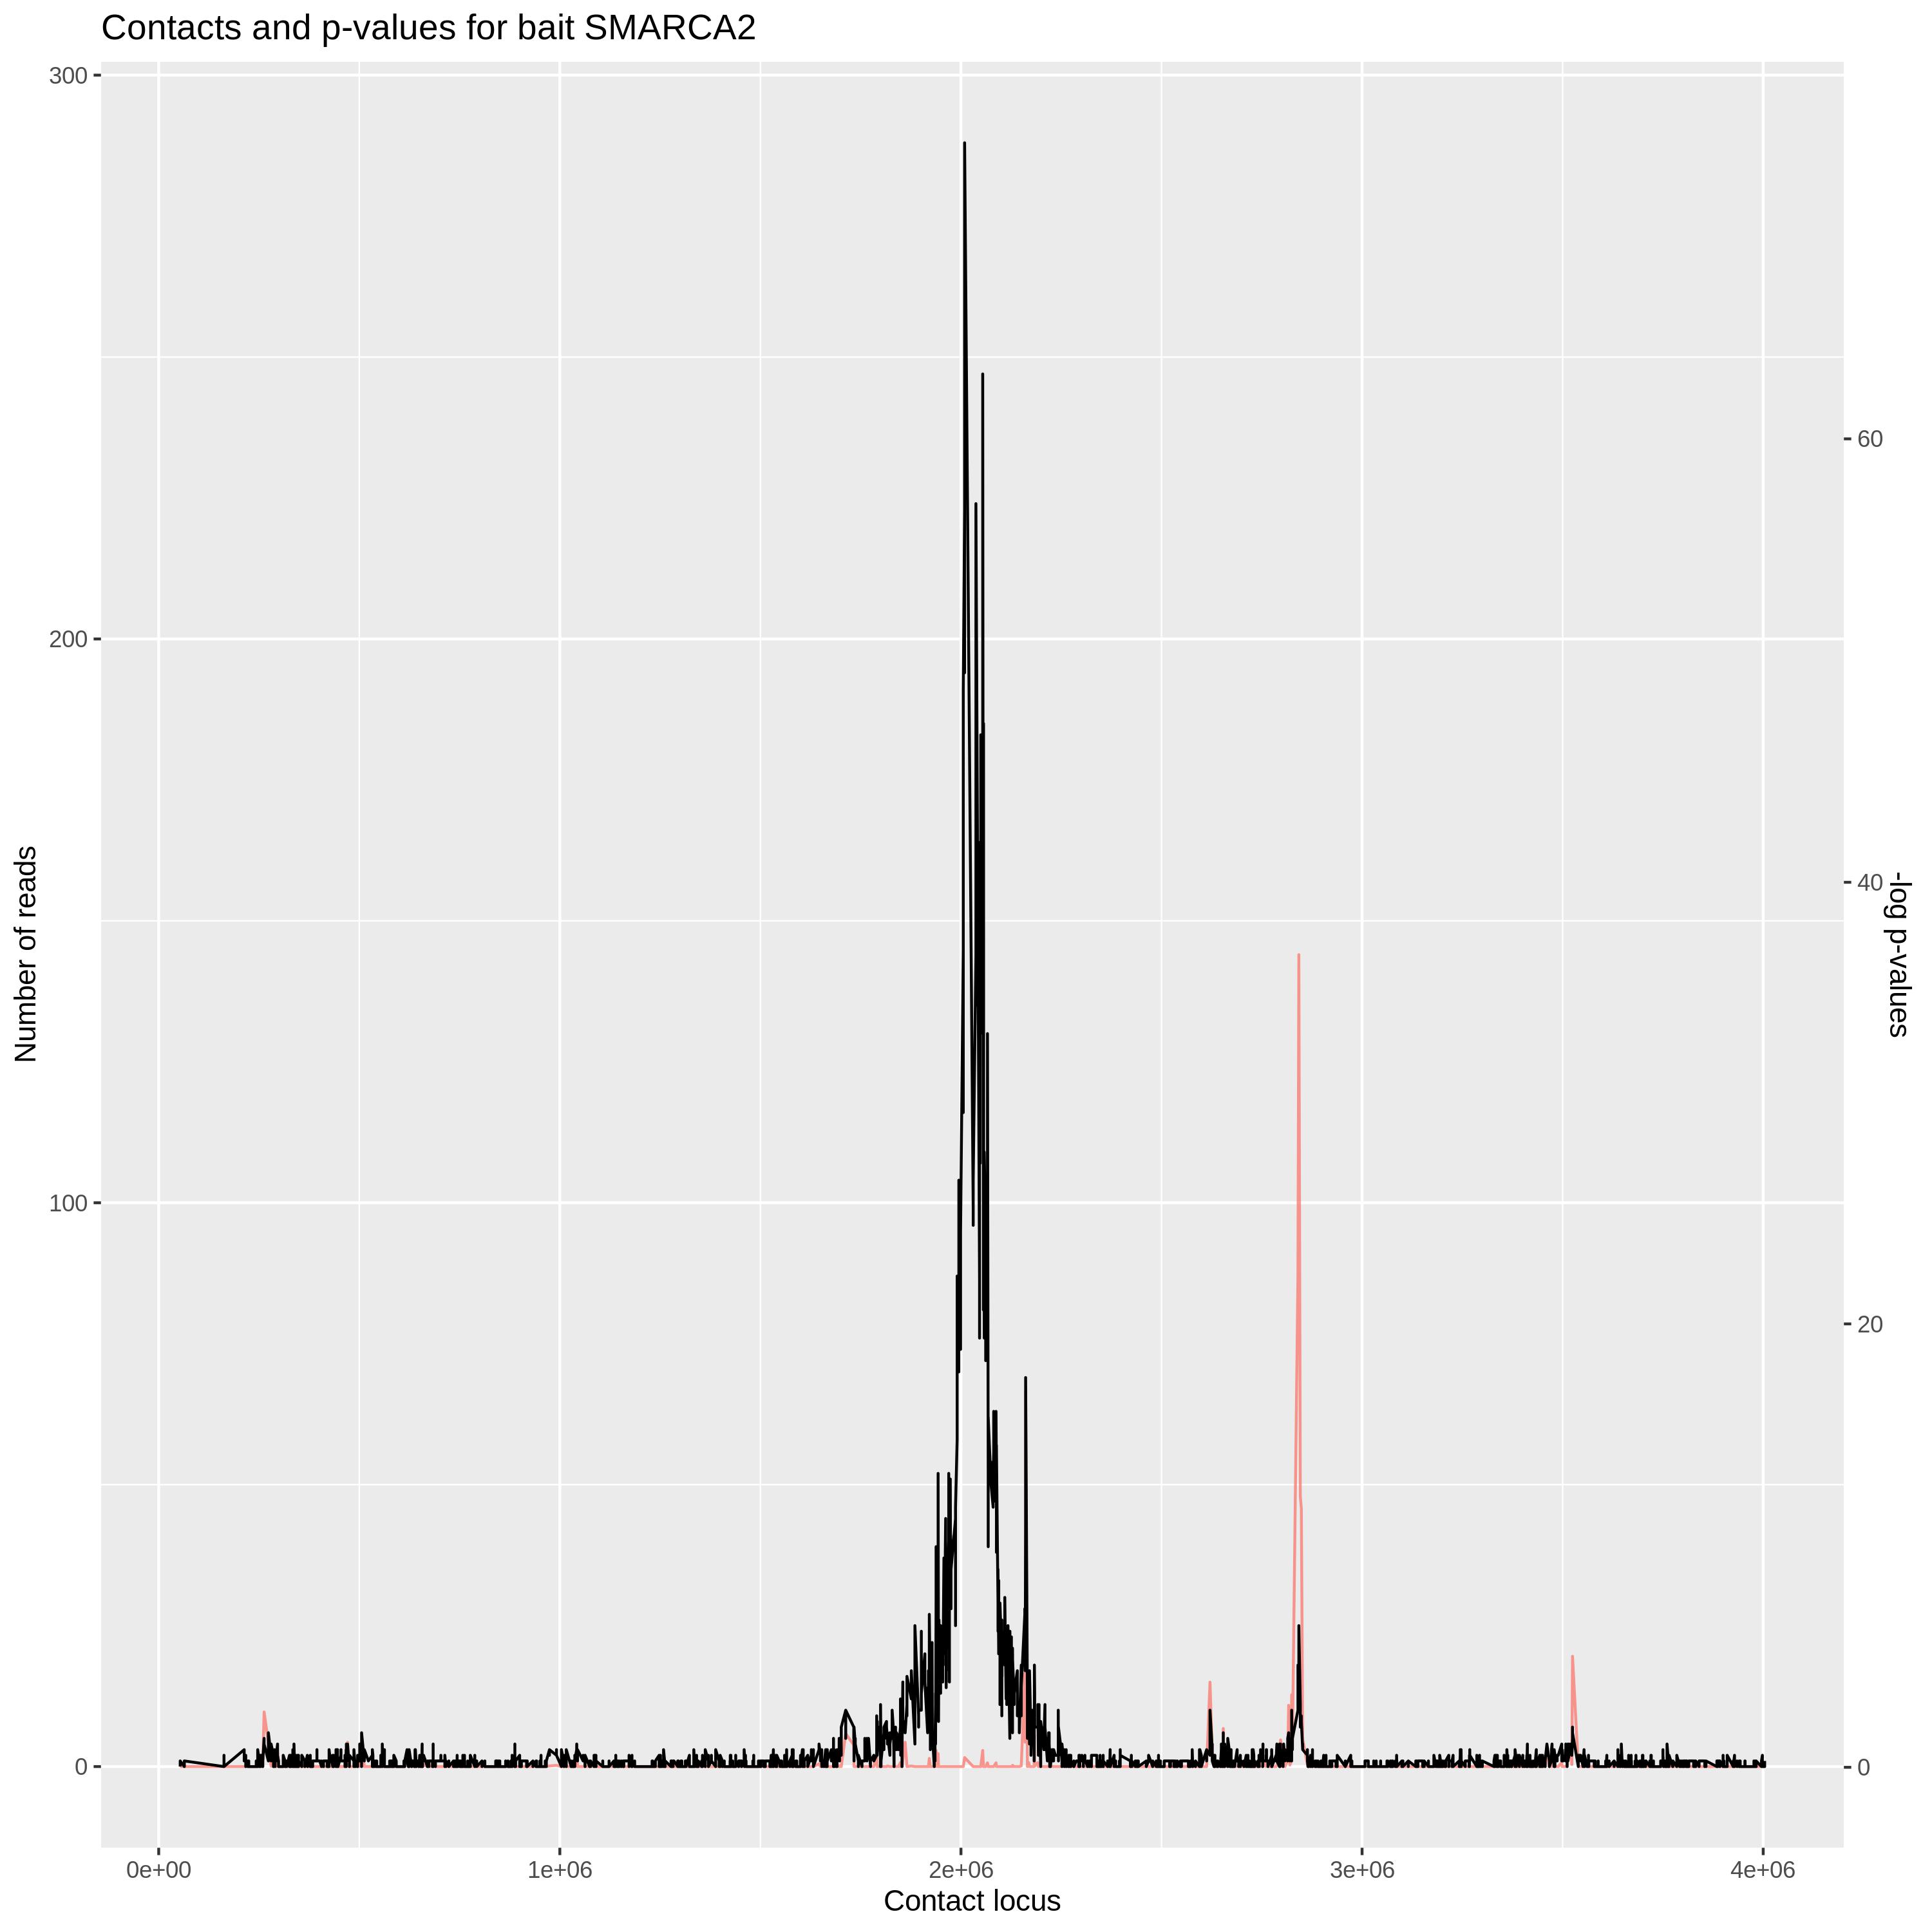 Contacts and p-values for bait SMARCA2
300
200
100
0
Number of reads
60
40
20
0
-log p-values
0e+00 1e+06 2e+06 3e+06 4e+06
Contact locus